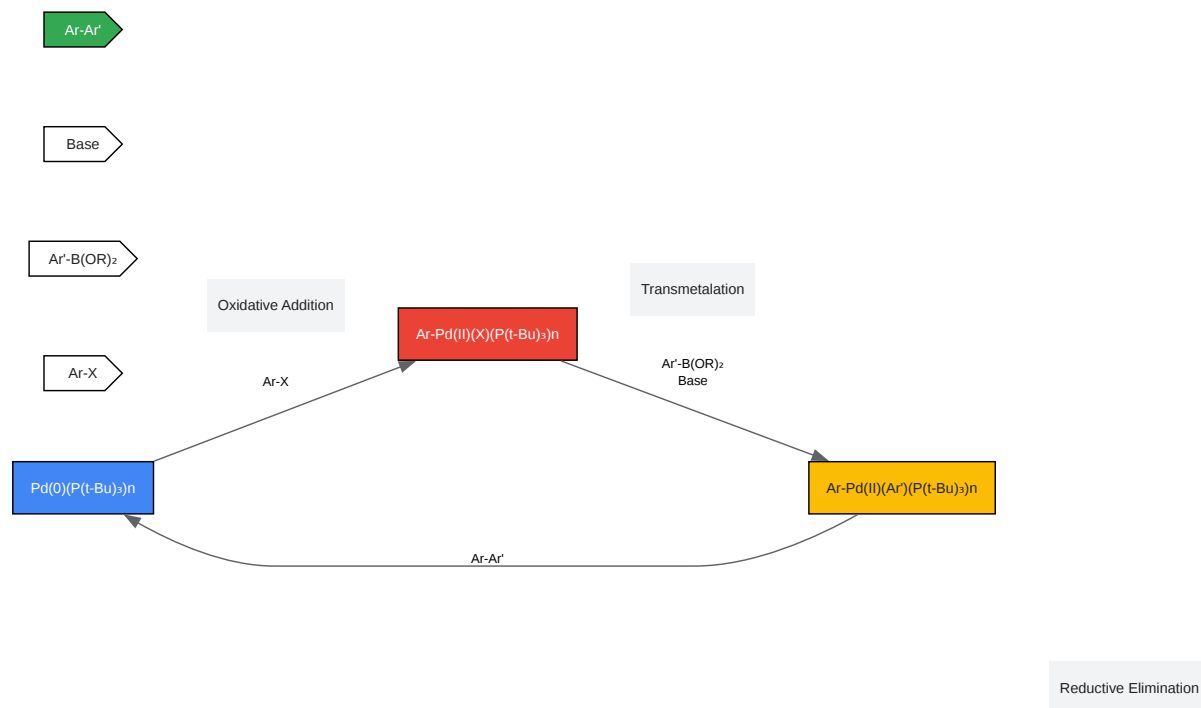 Ar-Ar'
Base
Ar'-B(OR)₂
Transmetalation
Oxidative Addition
Ar-Pd(II)(X)(P(t-Bu)₃)n
Ar'-B(OR)₂
Base
Ar-X
Ar-X
Pd(0)(P(t-Bu)₃)n
Ar-Pd(II)(Ar')(P(t-Bu)₃)n
Ar-Ar'
Reductive Elimination